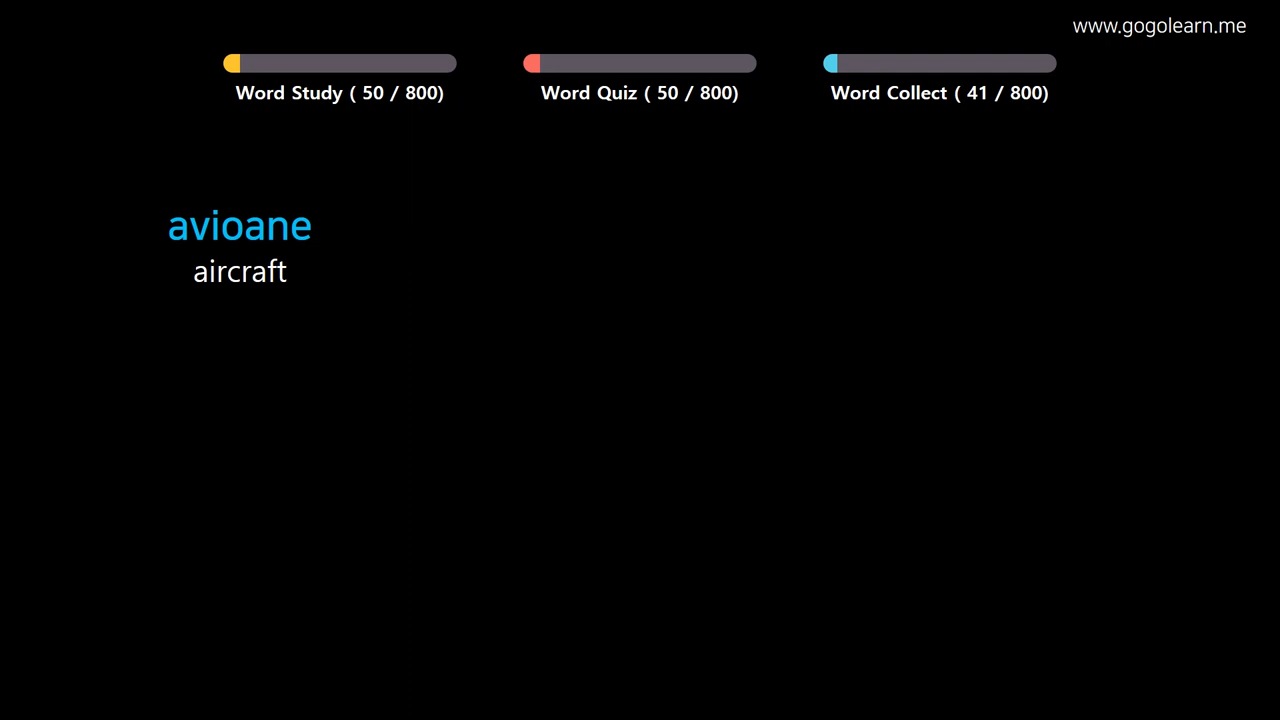 www.gogolearn.me
Word Study ( 50 / 800)
Word Quiz ( 50 / 800)
Word Collect ( 41 / 800)
avioane
aircraft